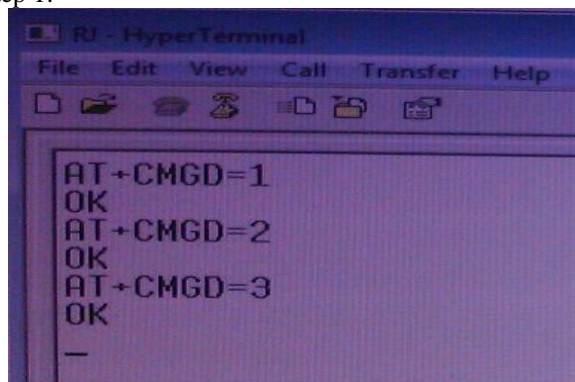 RJ - HyperTerminal
File Edit View Call Transfer Help
AT+CMGD=1
OK
AT+CMGD=2
OK
AT+CMGD=3
OK